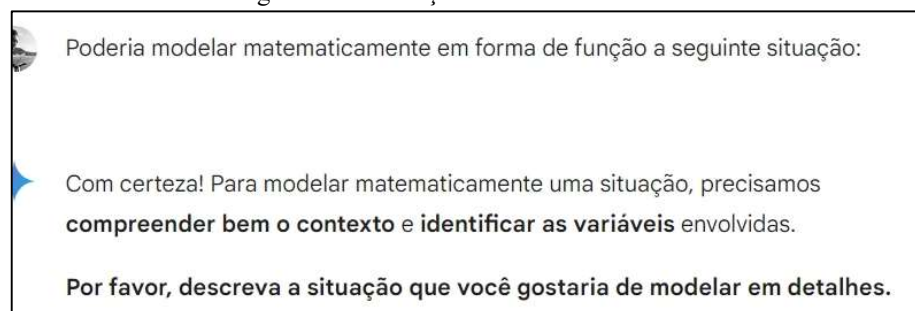 Poderia modelar matematicamente em forma de função a seguinte situação:
Com certeza! Para modelar matematicamente uma situação, precisamos
compreender bem o contexto e identificar as variáveis envolvidas.
Por favor, descreva a situação que você gostaria de modelar em detalhes.